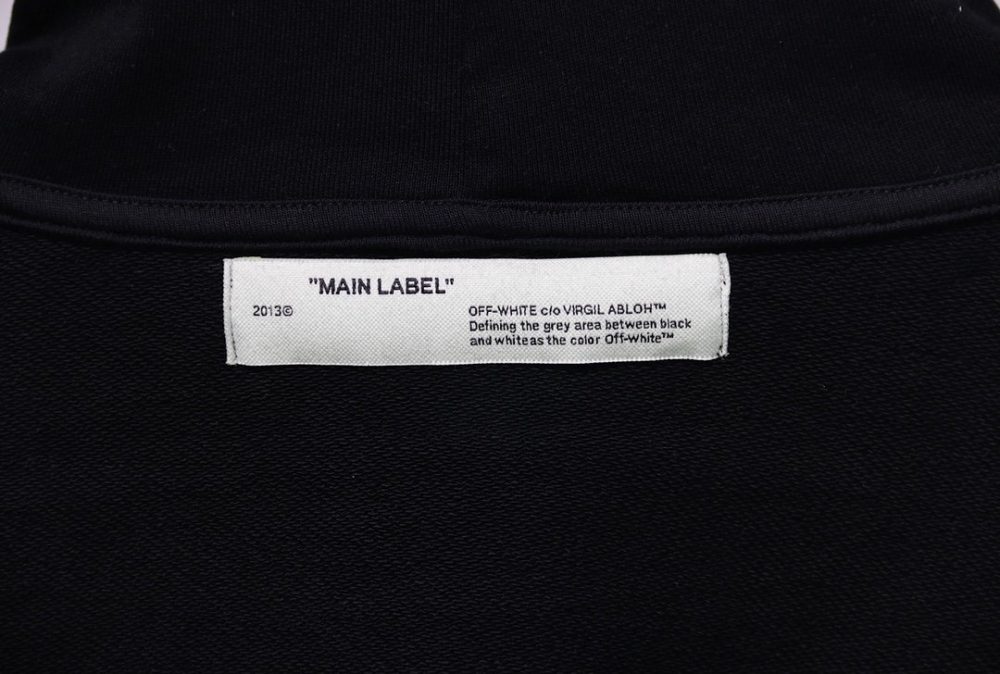 "MAIN LABEL"
2013©
OFF-WHITE c/o VIRGIL ABLOH™
Defining the grey area between black
and whiteas the color Off-White™